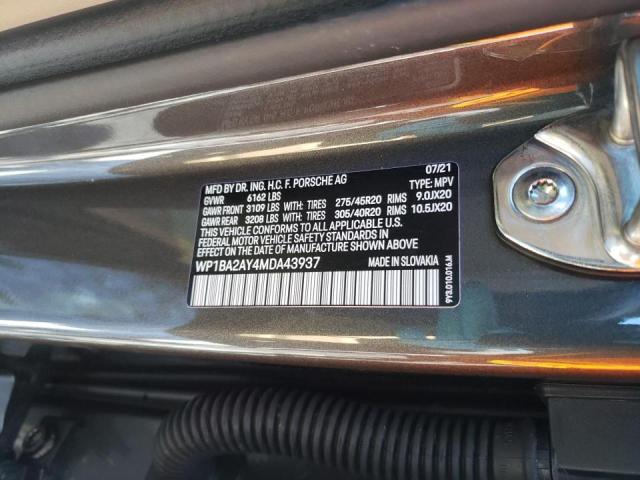 MFD BY DR. ING. H.C. F. PORSCHE AG 07/21
GVWR 6162 LBS TYPE: MPV
GAWR FRONT 3109 LBS WITH: TIRES 275/45R20 RIMS 9.0JX20
GAWR REAR 3208 LBS WITH: TIRES 305/40R20 RIMS 10.5JX20
THIS VEHICLE CONFORMS TO ALL APPLICABLE U.S. FEDERAL
MOTOR VEHICLE SAFETY STANDARDS IN EFFECT ON THE
DATE OF MANUFACTURE SHOWN ABOVE.
WP1BA2AY4MDA43937 MADE IN SLOVAKIA
9Y3.010.016.M